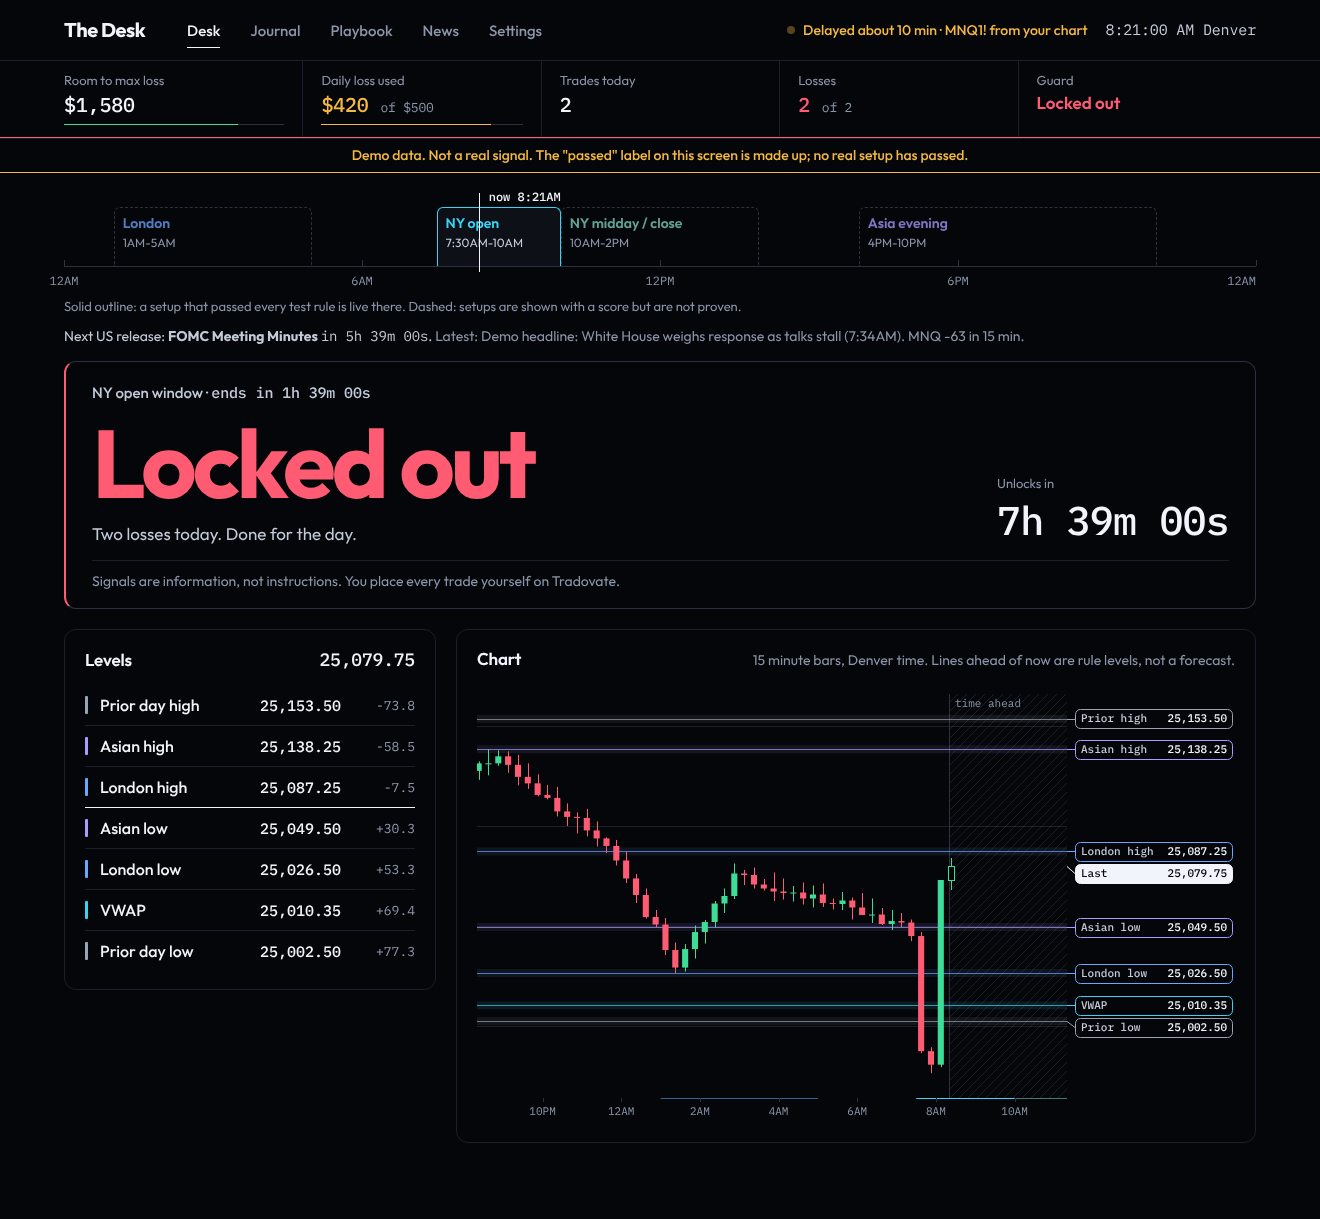 The Desk Desk Journal Playbook News Settings Delayed about 10 min · MNQ1! from your chart 8:21:00 AM Denver
Room to max loss Daily loss used Trades today Losses Guard
$1,580 $420 of $500 2 2 of 2 Locked out
Demo data. Not a real signal. The "passed" label on this screen is made up; no real setup has passed.
now 8:21AM
London NY open NY midday / close Asia evening
1AM-5AM 7:30AM-10AM 10AM-2PM 4PM-10PM
12AM 6AM 12PM 6PM 12AM
Solid outline: a setup that passed every test rule is live there. Dashed: setups are shown with a score but are not proven.
Next US release: FOMC Meeting Minutes in 5h 39m 00s. Latest: Demo headline: White House weighs response as talks stall (7:34AM). MNQ -63 in 15 min.
NY open window · ends in 1h 39m 00s
Locked out
Two losses today. Done for the day.
Unlocks in
7h 39m 00s
Signals are information, not instructions. You place every trade yourself on Tradovate.
Levels 25,079.75
Prior day high 25,153.50 -73.8
Asian high 25,138.25 -58.5
London high 25,087.25 -7.5
Asian low 25,049.50 +30.3
London low 25,026.50 +53.3
VWAP 25,010.35 +69.4
Prior day low 25,002.50 +77.3
Chart 15 minute bars, Denver time. Lines ahead of now are rule levels, not a forecast.
time ahead
Prior high 25,153.50
Asian high 25,138.25
London high 25,087.25
Last 25,079.75
Asian low 25,049.50
London low 25,026.50
VWAP 25,010.35
Prior low 25,002.50
10PM 12AM 2AM 4AM 6AM 8AM 10AM